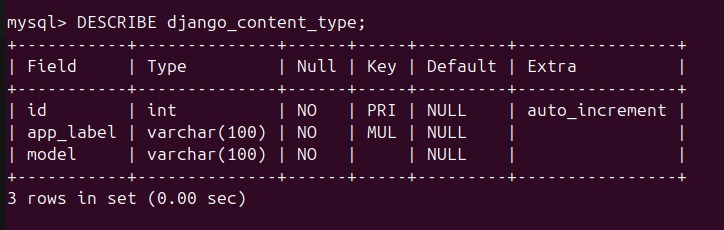 mysql> DESCRIBE django_content_type;
+-----------+--------------+------+-----+---------+----------------+
| Field     | Type         | Null | Key | Default | Extra          |
+-----------+--------------+------+-----+---------+----------------+
| id        | int          | NO   | PRI | NULL    | auto_increment |
| app_label | varchar(100) | NO   | MUL | NULL    |                |
| model     | varchar(100) | NO   |     | NULL    |                |
+-----------+--------------+------+-----+---------+----------------+
3 rows in set (0.00 sec)